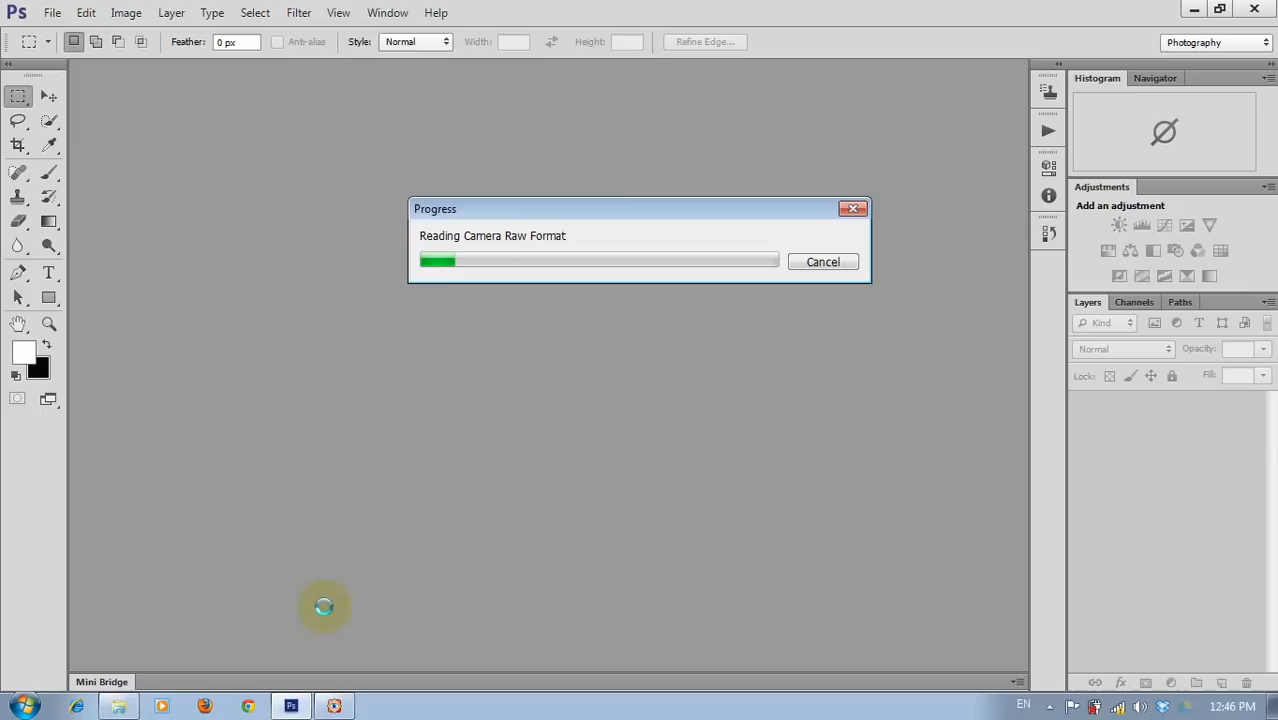 Ps File Edit Image Layer Type Select Filter View Window Help
Feather: 0 px Anti-alias Style: Normal Width: Height: Refine Edge... Photography
Histogram Navigator
Progress
Reading Camera Raw Format
Cancel
Adjustments
Add an adjustment
Layers Channels Paths
Kind
Normal Opacity:
Lock: Fill:
Mini Bridge
Ps EN 12:46 PM